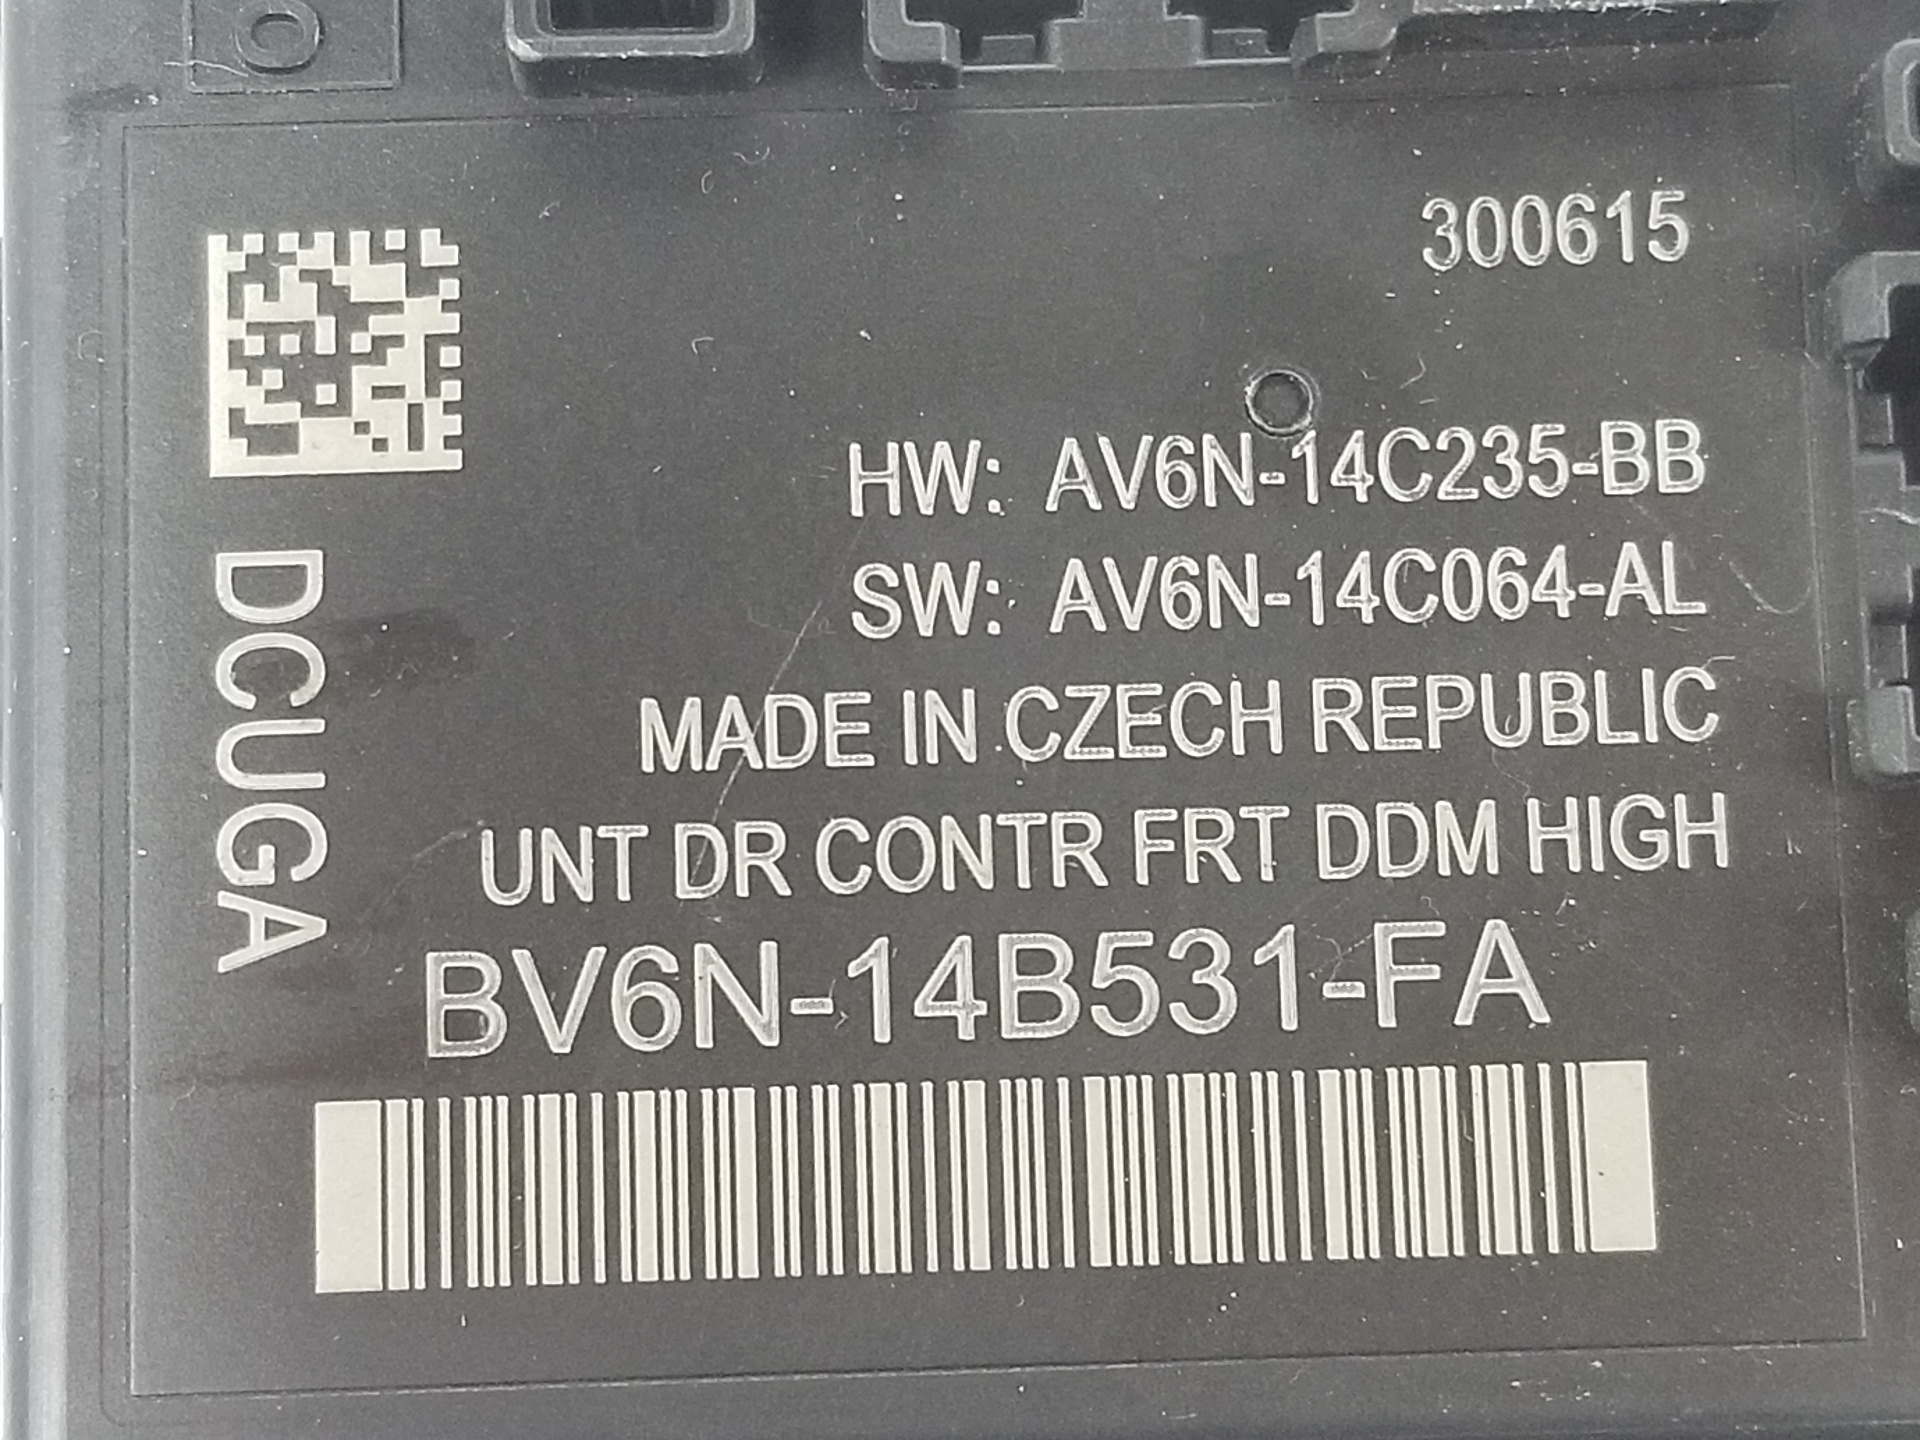 300615
HW: AV6N-14C235-BB
SW: AV6N-14C064-AL
MADE IN CZECH REPUBLIC
UNT DR CONTR FRT DDM HIGH
BV6N-14B531-FA
DCUGA